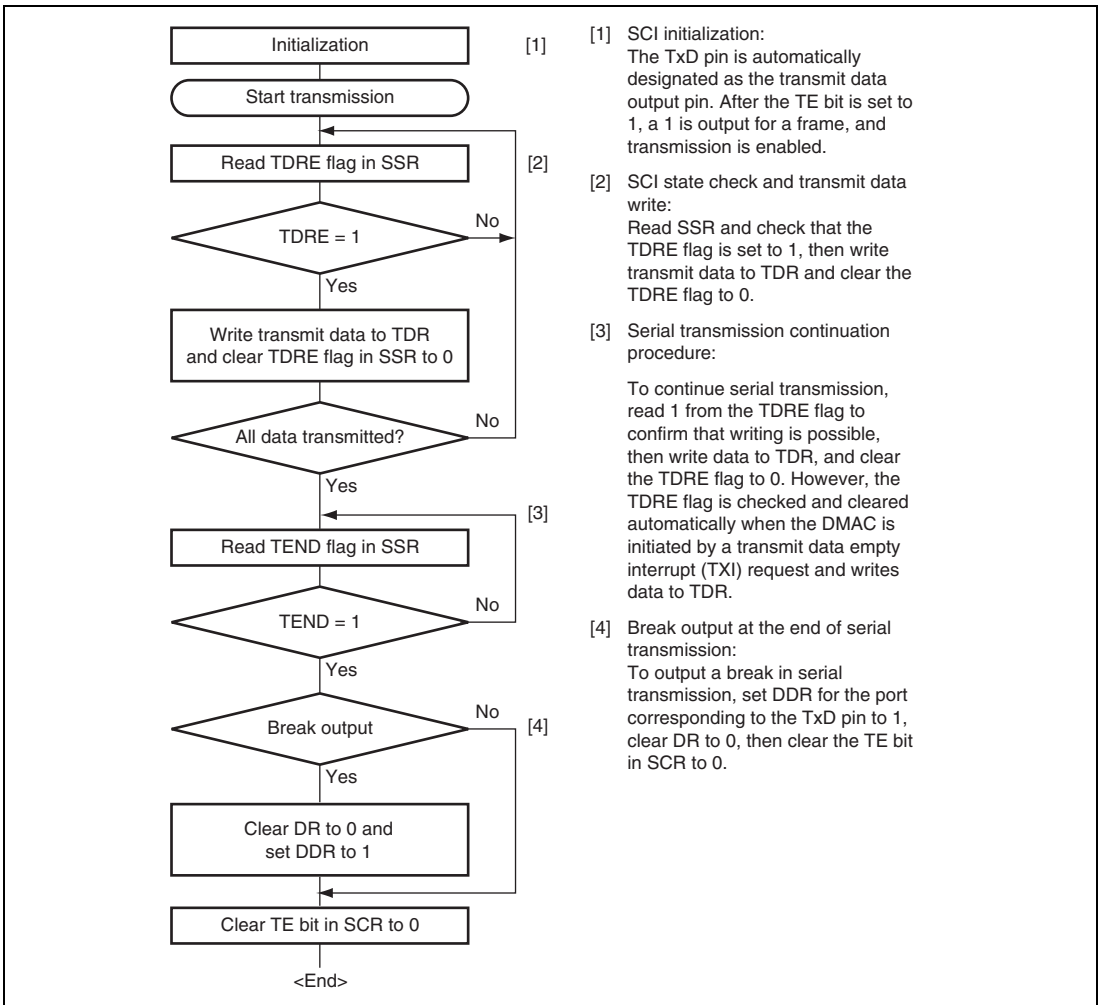 Initialization
[1]
Start transmission
Read TDRE flag in SSR
[2]
TDRE = 1
No
Yes
Write transmit data to TDR
and clear TDRE flag in SSR to 0
All data transmitted?
No
Yes
[3]
Read TEND flag in SSR
TEND = 1
No
Yes
Break output
No
[4]
Yes
Clear DR to 0 and
set DDR to 1
Clear TE bit in SCR to 0
<End>
[1] SCI initialization:
The TxD pin is automatically
designated as the transmit data
output pin. After the TE bit is set to
1, a 1 is output for a frame, and
transmission is enabled.
[2] SCI state check and transmit data
write:
Read SSR and check that the
TDRE flag is set to 1, then write
transmit data to TDR and clear the
TDRE flag to 0.
[3] Serial transmission continuation
procedure:
To continue serial transmission,
read 1 from the TDRE flag to
confirm that writing is possible,
then write data to TDR, and clear
the TDRE flag to 0. However, the
TDRE flag is checked and cleared
automatically when the DMAC is
initiated by a transmit data empty
interrupt (TXI) request and writes
data to TDR.
[4] Break output at the end of serial
transmission:
To output a break in serial
transmission, set DDR for the port
corresponding to the TxD pin to 1,
clear DR to 0, then clear the TE bit
in SCR to 0.